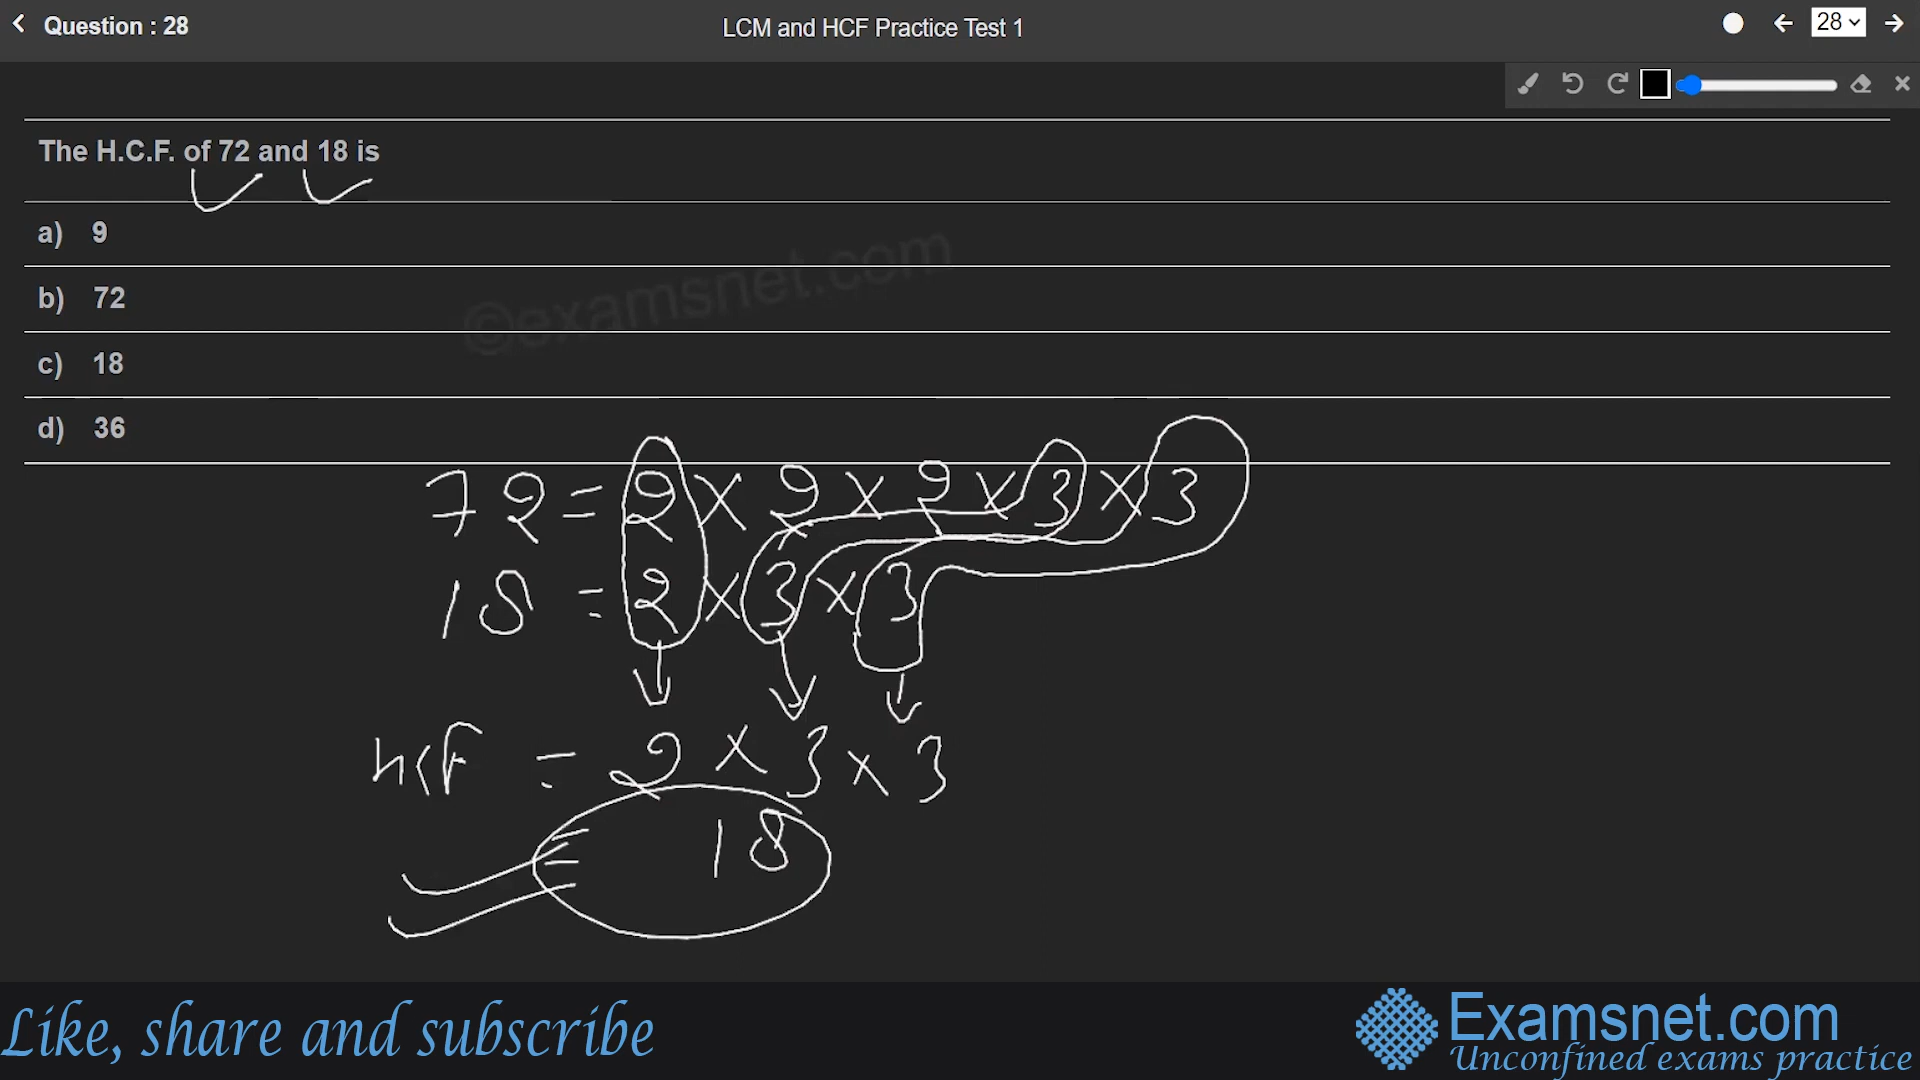 Question : 28
LCM and HCF Practice Test 1
28
The H.C.F. of 72 and 18 is
a) 9
b) 72
c) 18
d) 36
©examsnet.com
72 = 2 × 2 × 2 × 3 × 3
18 = 2 × 3 × 3
HCF = 2 × 3 × 3
= 18
Like, share and subscribe
Examsnet.com
Unconfined exams practice